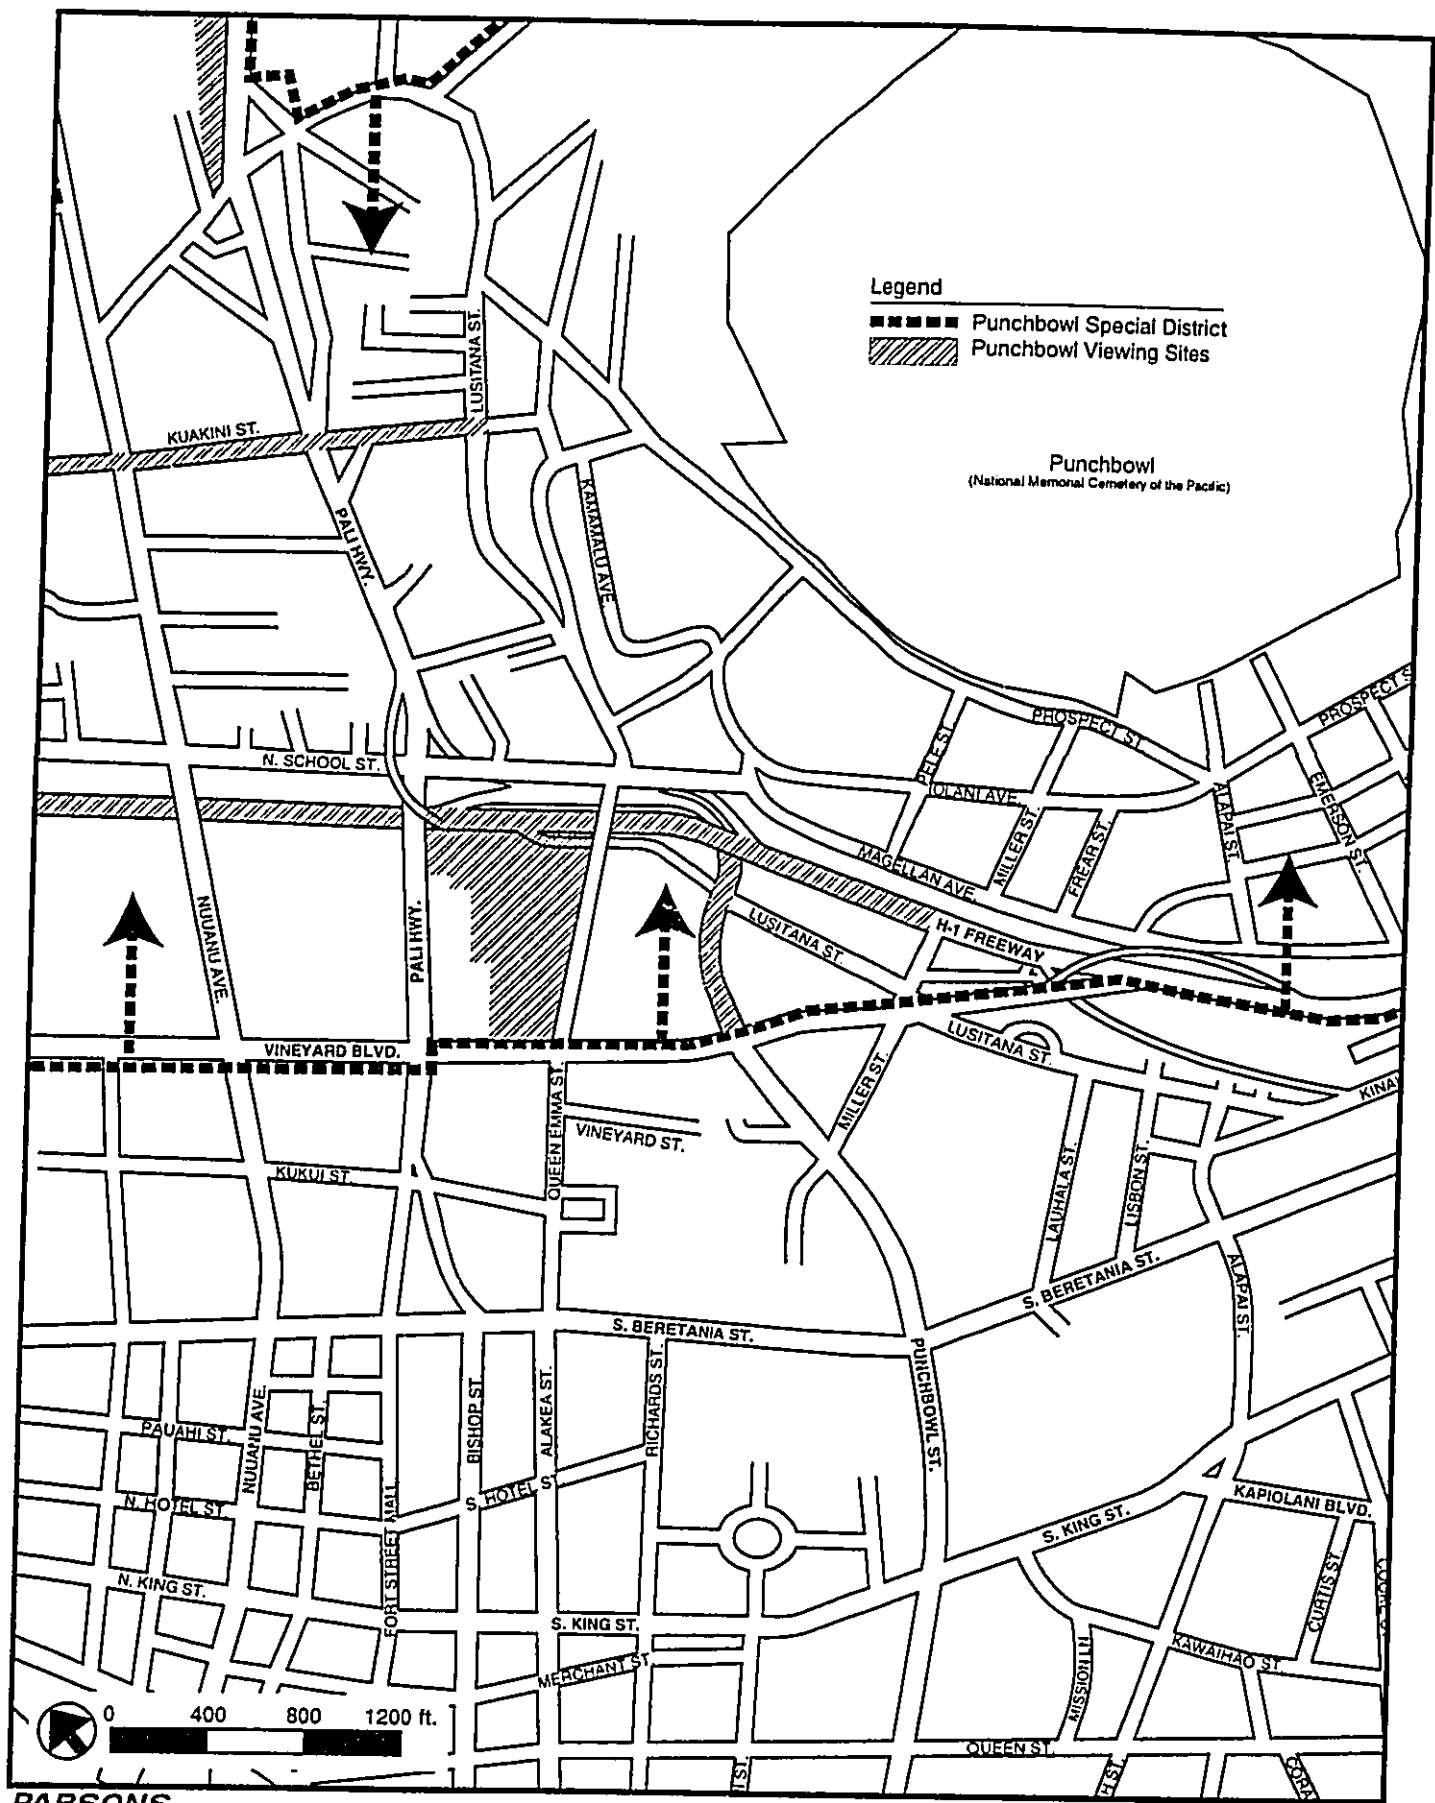 Legend
Punchbowl Special District
Punchbowl Viewing Sites
LUSITANA ST.
KUAKINI ST.
Punchbowl
(National Memorial Cemetery of the Pacific)
PALI HWY.
KAMAMALU AVE.
PROSPECT ST.
PROSPECT S
N. SCHOOL ST.
PELE ST.
IOLANI AVE.
MILLER ST.
FREAR ST.
ALAPAI ST.
EMERSON ST.
MAGELLAN AVE.
NUUANU AVE.
PALI HWY.
LUSITANA ST.
H-1 FREEWAY
VINEYARD BLVD.
LUSITANA ST.
QUEEN EMMA ST.
MILLER ST.
KINA
VINEYARD ST.
KUKUI ST.
LAUHALA ST.
LISBON ST.
S. BERETANIA ST.
ALAPAI ST.
S. BERETANIA ST.
PUNCHBOWL ST.
RICHARDS ST.
ALAKEA ST.
BISHOP ST.
NUUANU AVE.
BETHEL ST.
PAUAHI ST.
N. HOTEL ST.
S. HOTEL ST
FORT STREET MALL
KAPIOLANI BLVD.
S. KING ST.
CURTIS ST.
N. KING ST.
S. KING ST.
MERCHANT ST.
KAWAIHAO ST.
MISSION LN
0 400 800 1200 ft.
QUEEN ST.
H ST.
CORA
PARSONS